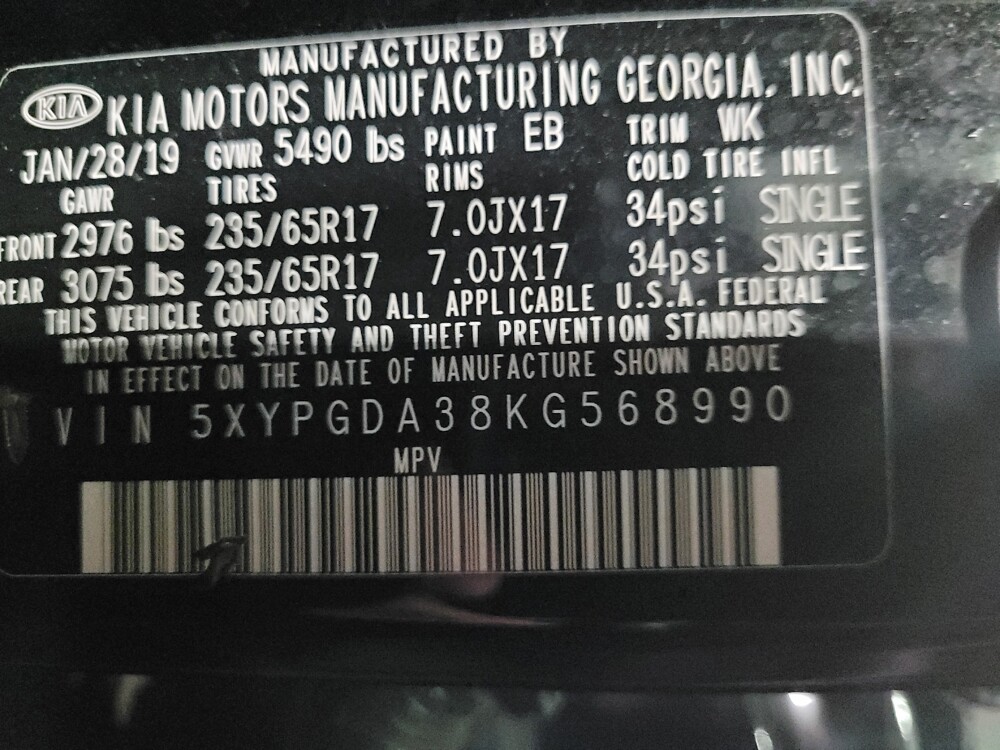 MANUFACTURED BY
KIA KIA MOTORS MANUFACTURING GEORGIA, INC.
JAN/28/19 GVWR 5490 lbs PAINT EB TRIM WK
GAWR TIRES RIMS COLD TIRE INFL
FRONT 2976 lbs 235/65R17 7.0JX17 34psi SINGLE
REAR 3075 lbs 235/65R17 7.0JX17 34psi SINGLE
THIS VEHICLE CONFORMS TO ALL APPLICABLE U.S.A. FEDERAL
MOTOR VEHICLE SAFETY AND THEFT PREVENTION STANDARDS
IN EFFECT ON THE DATE OF MANUFACTURE SHOWN ABOVE
VIN 5XYPGDA38KG568990
MPV